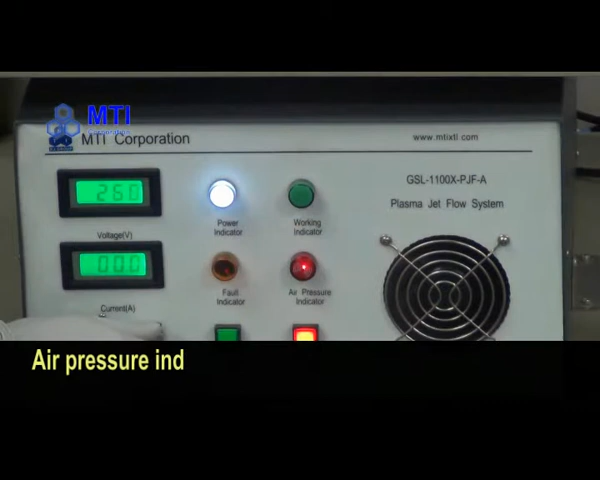 MTI
Corporation
MTI Corporation
www.mtixtl.com
260
Voltage(V)
Power
Indicator
Working
Indicator
GSL-1100X-PJF-A
Plasma Jet Flow System
000
Current(A)
Fault
Indicator
Air Pressure
Indicator
Air pressure ind